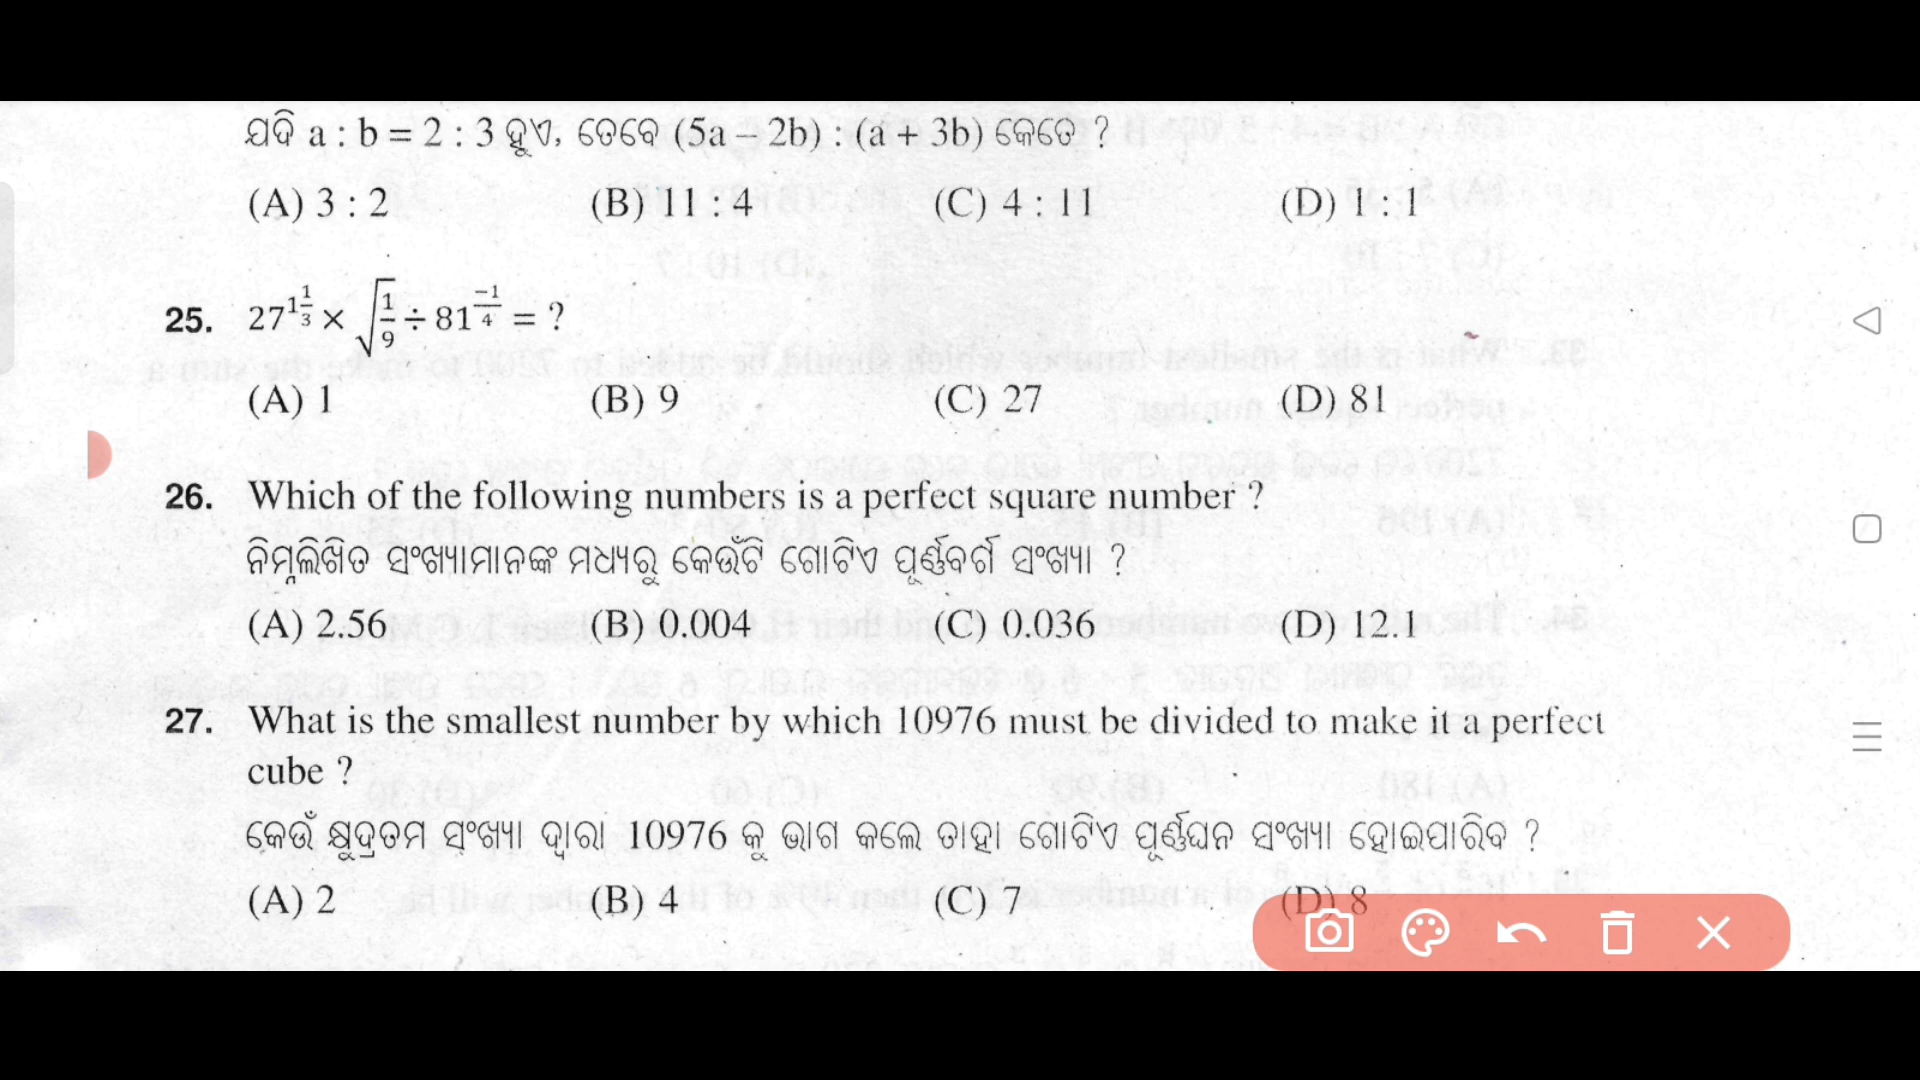 ଯଦି a : b = 2 : 3 ହୁଏ, ତେବେ (5a – 2b) : (a + 3b) କେତେ ?
(A) 3 : 2 (B) 11 : 4 (C) 4 : 11 (D) 1 : 1
25. 27^{1\frac{1}{3}} × \sqrt{\frac{1}{9}} ÷ 81^{\frac{-1}{4}} = ?
(A) 1 (B) 9 (C) 27 (D) 81
26. Which of the following numbers is a perfect square number ?
ନିମ୍ନଲିଖିତ ସଂଖ୍ୟାମାନଙ୍କ ମଧ୍ୟରୁ କେଉଁଟି ଗୋଟିଏ ପୂର୍ଣ୍ଣବର୍ଗ ସଂଖ୍ୟା ?
(A) 2.56 (B) 0.004 (C) 0.036 (D) 12.1
27. What is the smallest number by which 10976 must be divided to make it a perfect
cube ?
କେଉଁ କ୍ଷୁଦ୍ରତମ ସଂଖ୍ୟା ଦ୍ୱାରା 10976 କୁ ଭାଗ କଲେ ତାହା ଗୋଟିଏ ପୂର୍ଣ୍ଣଘନ ସଂଖ୍ୟା ହୋଇପାରିବ ?
(A) 2 (B) 4 (C) 7 (D) 8